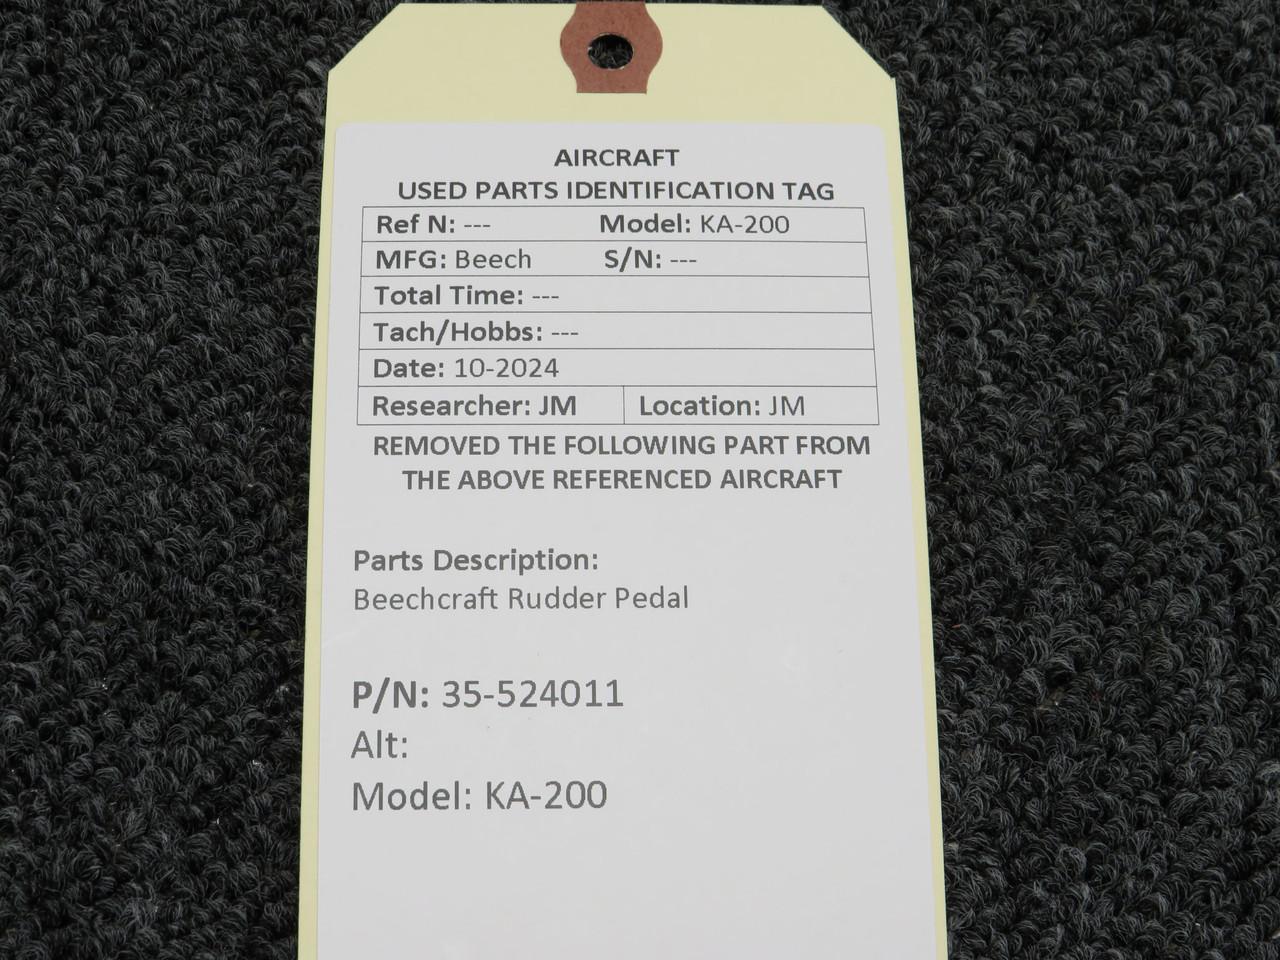 AIRCRAFT
USED PARTS IDENTIFICATION TAG
Ref N: --- Model: KA-200
MFG: Beech S/N: ---
Total Time: ---
Tach/Hobbs: ---
Date: 10-2024
Researcher: JM Location: JM
REMOVED THE FOLLOWING PART FROM
THE ABOVE REFERENCED AIRCRAFT
Parts Description:
Beechcraft Rudder Pedal
P/N: 35-524011
Alt:
Model: KA-200